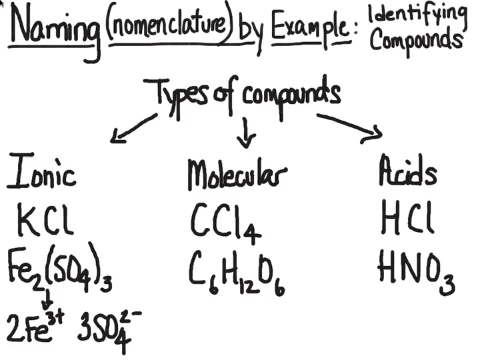 Naming (nomenclature) by Example: Identifying Compounds
Types of compounds
Ionic Molecular Acids
KCl CCl₄ HCl
Fe₂(SO₄)₃ C₆H₁₂O₆ HNO₃
2Fe³⁺ 3SO₄²⁻